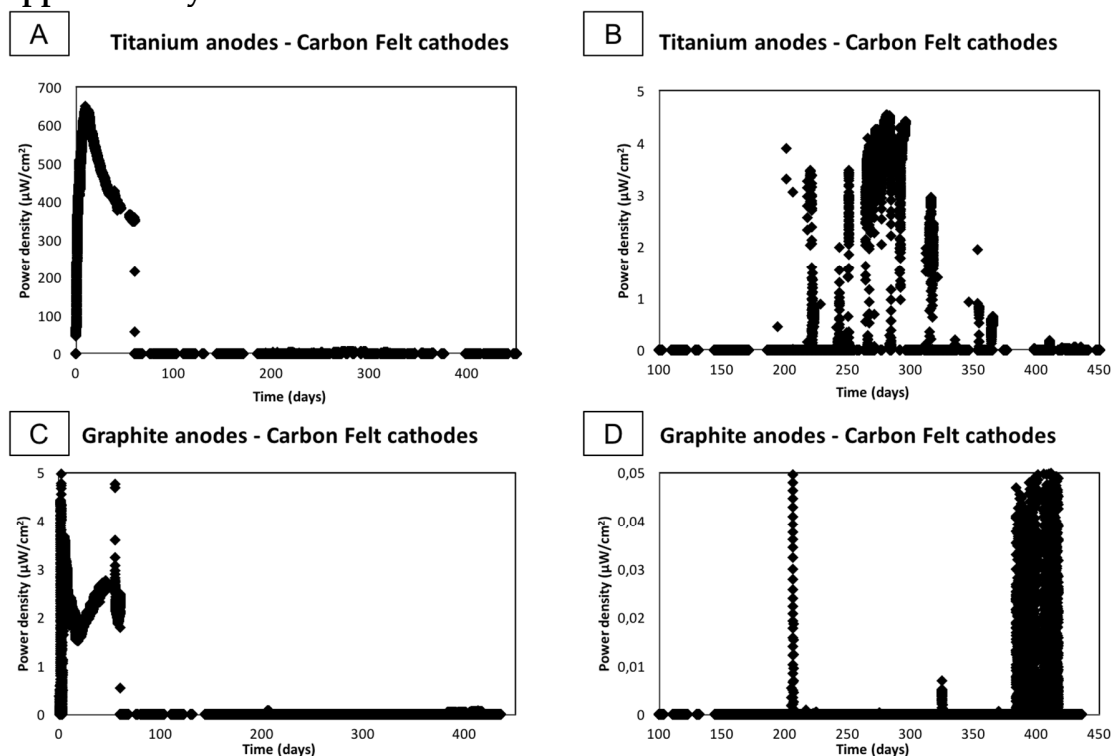 A
Titanium anodes - Carbon Felt cathodes
Power density (µW/cm²)
700
600
500
400
300
200
100
0
0 100 200 300 400
Time (days)
B
Titanium anodes - Carbon Felt cathodes
Power density (µW/cm²)
5
4
3
2
1
0
100 150 200 250 300 350 400 450
Time (days)
C
Graphite anodes - Carbon Felt cathodes
Power density (µW/cm²)
5
4
3
2
1
0
0 100 200 300 400
Time (days)
D
Graphite anodes - Carbon Felt cathodes
Power density (µW/cm²)
0,05
0,04
0,03
0,02
0,01
0
100 150 200 250 300 350 400 450
Time (days)